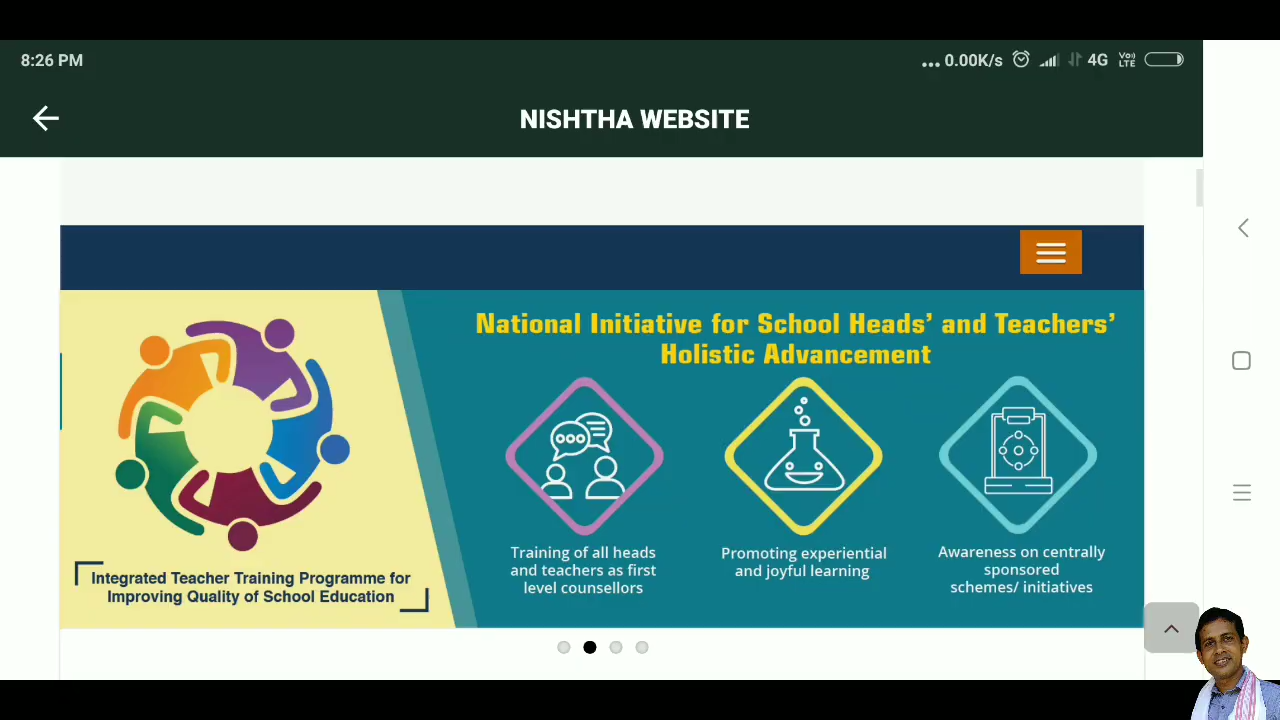 8:26 PM
... 0.00K/s 4G Vo) LTE
NISHTHA WEBSITE
National Initiative for School Heads' and Teachers'
Holistic Advancement
Integrated Teacher Training Programme for
Improving Quality of School Education
Training of all heads
and teachers as first
level counsellors
Promoting experiential
and joyful learning
Awareness on centrally
sponsored
schemes/ initiatives